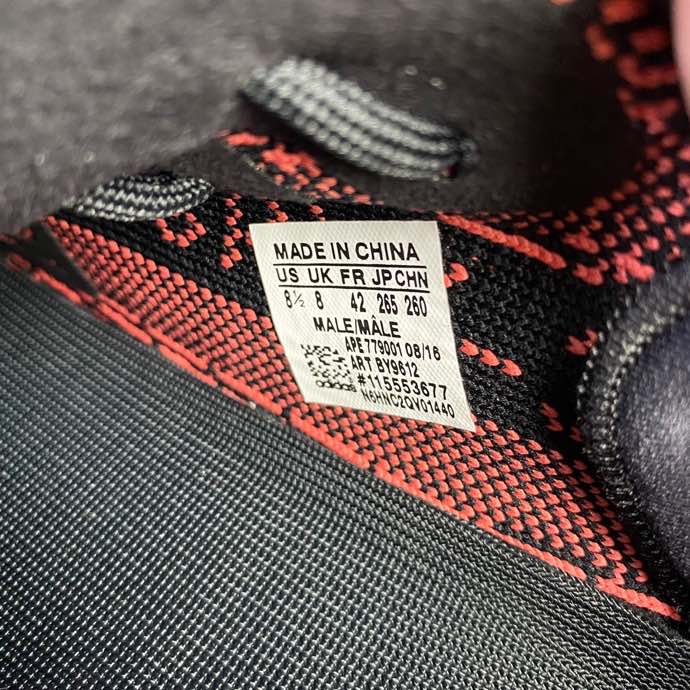 MADE IN CHINA
US UK FR JP CHN
8½ 8 42 265 260
MALE/MÂLE
APE 779001 08/16
ART BY9612
#115553677
adidas
N6HNC2QV01440